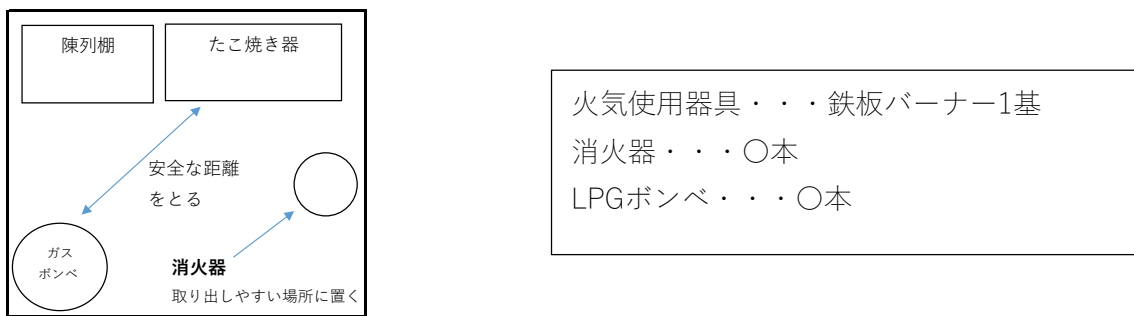 陳列棚
たこ焼き器
安全な距離
をとる
ガス
ボンベ
消火器
取り出しやすい場所に置く
火気使用器具・・・鉄板バーナー1基
消火器・・・〇本
LPGボンベ・・・〇本